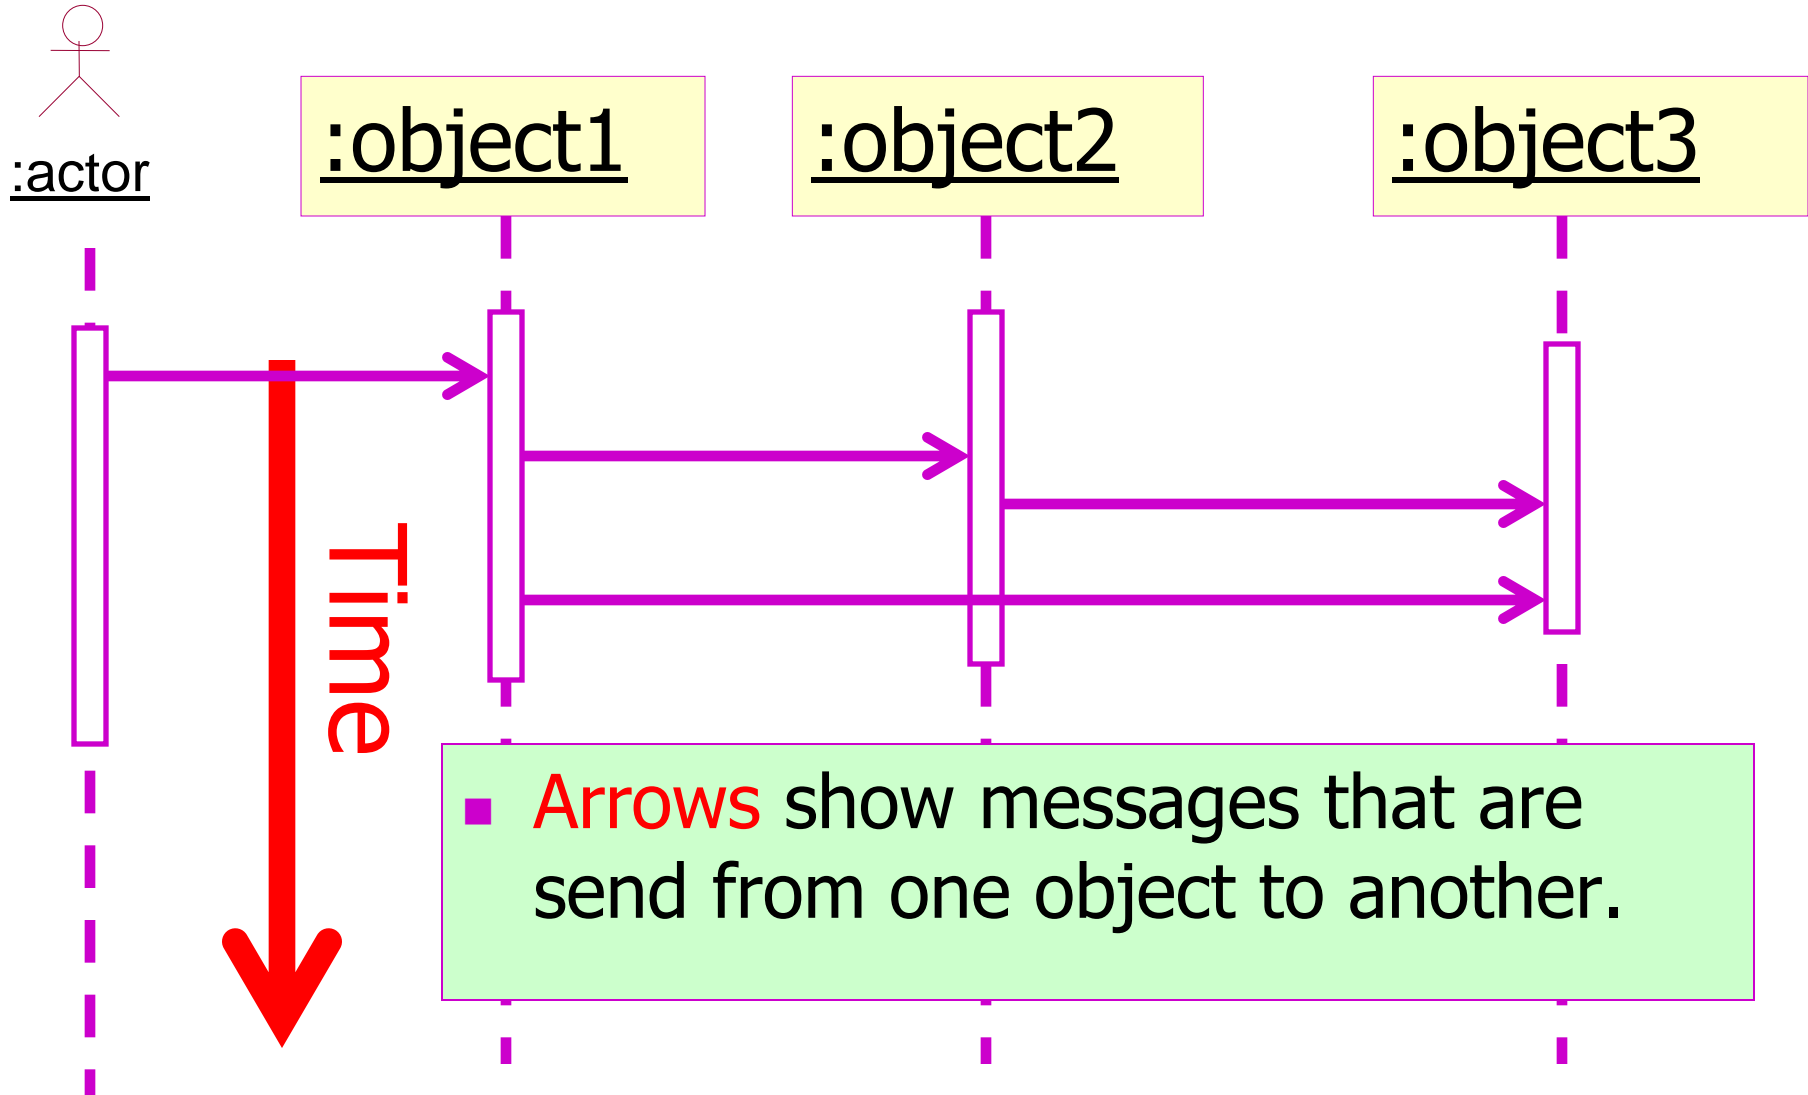 :actor
:object1
:object2
:object3
Time
Arrows show messages that are
send from one object to another.